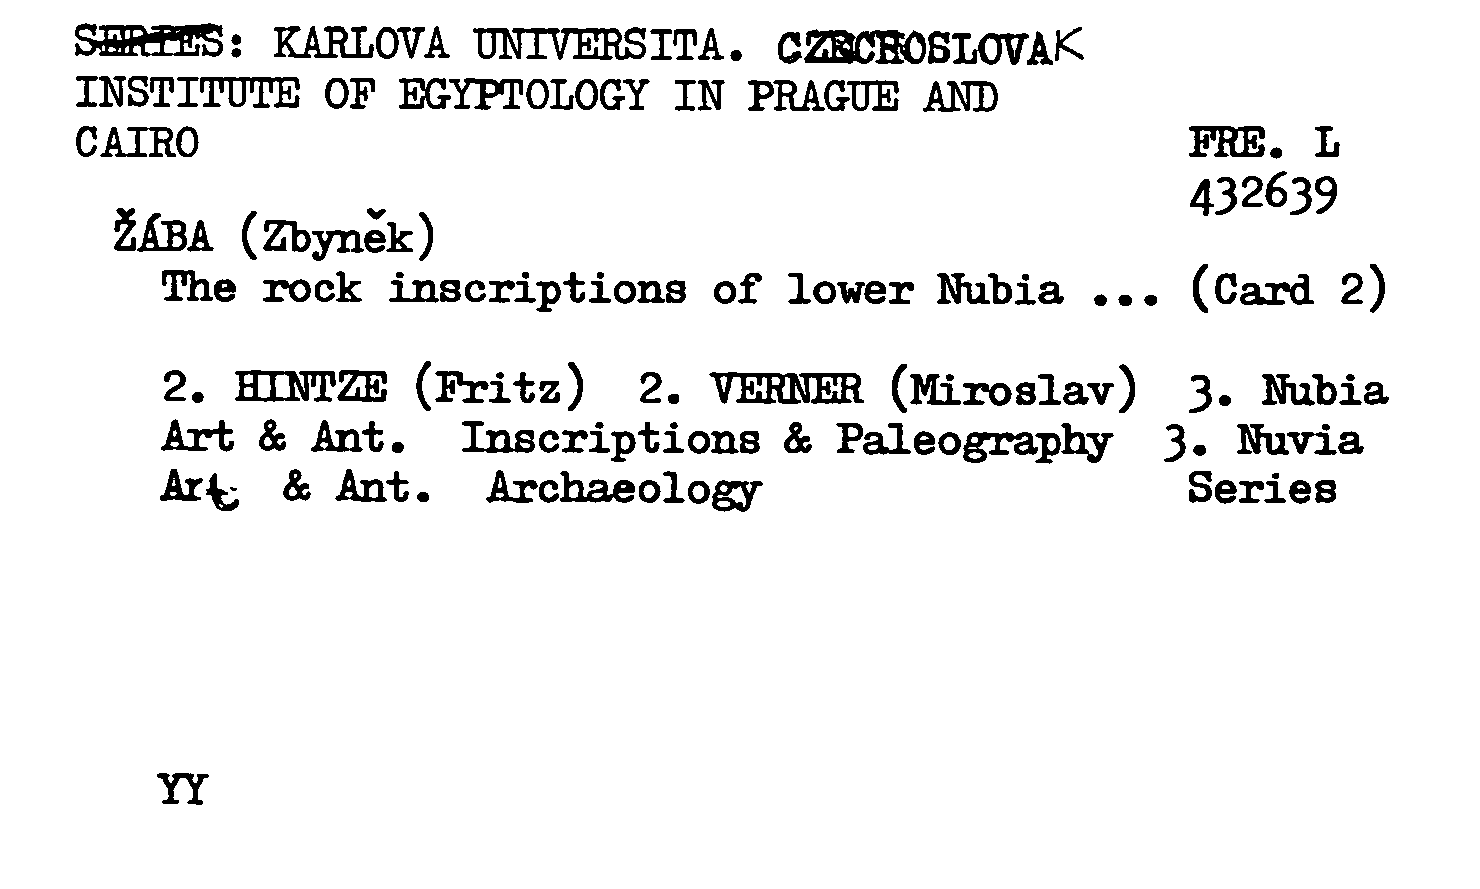 SERIES: KARLOVA UNIVERSITA. CZECHOSLOVAK
INSTITUTE OF EGYPTOLOGY IN PRAGUE AND
CAIRO
FRE. L
432639
ŽÁBA (Zbyněk)
The rock inscriptions of lower Nubia ... (Card 2)
2. HINTZE (Fritz) 2. VERNER (Miroslav) 3. Nubia
Art & Ant. Inscriptions & Paleography 3. Nuvia
Art & Ant. Archaeology Series
YY